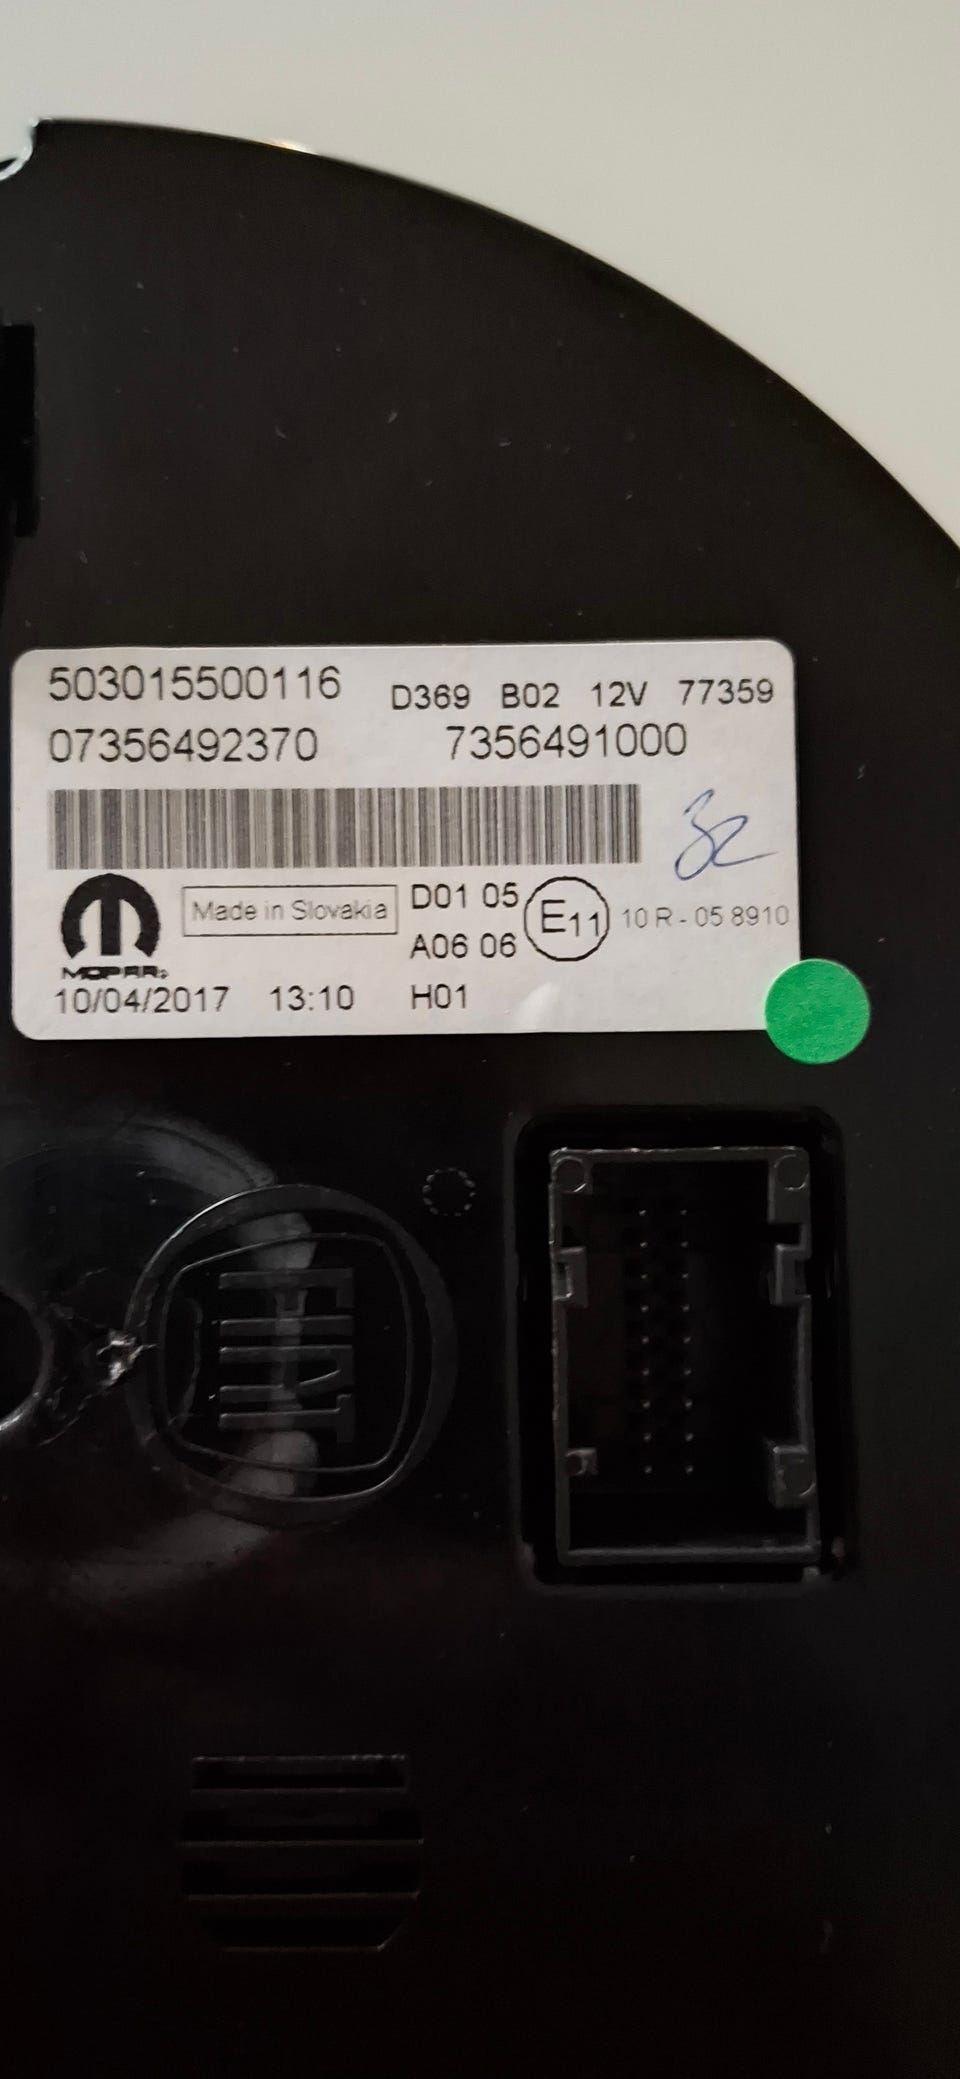 503015500116 D369 B02 12V 77359
07356492370 7356491000
32
Made in Slovakia D01 05 E11 10 R - 05 8910
A06 06
MOPAR
10/04/2017 13:10 H01
FIAT